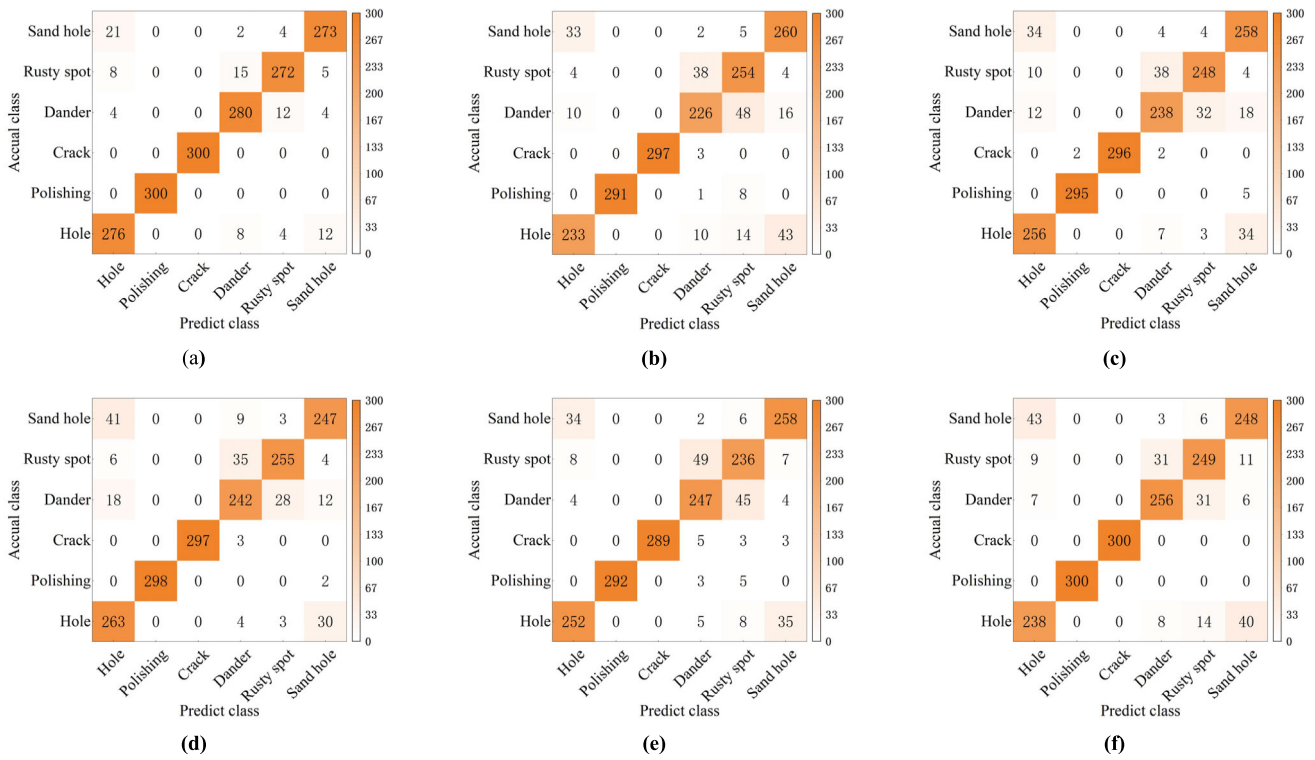 Sand hole 21 0 0 2 4 273
Rusty spot 8 0 0 15 272 5
Dander 4 0 0 280 12 4
Crack 0 0 300 0 0 0
Polishing 0 300 0 0 0 0
Hole 276 0 0 8 4 12
Accual class
Hole Polishing Crack Dander Rusty spot Sand hole
Predict class
300 267 233 200 167 133 100 67 33 0
(a)
Sand hole 33 0 0 2 5 260
Rusty spot 4 0 0 38 254 4
Dander 10 0 0 226 48 16
Crack 0 0 297 3 0 0
Polishing 0 291 0 1 8 0
Hole 233 0 0 10 14 43
Accual class
Hole Polishing Crack Dander Rusty spot Sand hole
Predict class
300 267 233 200 167 133 100 67 33 0
(b)
Sand hole 34 0 0 4 4 258
Rusty spot 10 0 0 38 248 4
Dander 12 0 0 238 32 18
Crack 0 2 296 2 0 0
Polishing 0 295 0 0 0 5
Hole 256 0 0 7 3 34
Accual class
Hole Polishing Crack Dander Rusty spot Sand hole
Predict class
300 267 233 200 167 133 100 67 33 0
(c)
Sand hole 41 0 0 9 3 247
Rusty spot 6 0 0 35 255 4
Dander 18 0 0 242 28 12
Crack 0 0 297 3 0 0
Polishing 0 298 0 0 0 2
Hole 263 0 0 4 3 30
Accual class
Hole Polishing Crack Dander Rusty spot Sand hole
Predict class
300 267 233 200 167 133 100 67 33 0
(d)
Sand hole 34 0 0 2 6 258
Rusty spot 8 0 0 49 236 7
Dander 4 0 0 247 45 4
Crack 0 0 289 5 3 3
Polishing 0 292 0 3 5 0
Hole 252 0 0 5 8 35
Accual class
Hole Polishing Crack Dander Rusty spot Sand hole
Predict class
300 267 233 200 167 133 100 67 33 0
(e)
Sand hole 43 0 0 3 6 248
Rusty spot 9 0 0 31 249 11
Dander 7 0 0 256 31 6
Crack 0 0 300 0 0 0
Polishing 0 300 0 0 0 0
Hole 238 0 0 8 14 40
Accual class
Hole Polishing Crack Dander Rusty spot Sand hole
Predict class
300 267 233 200 167 133 100 67 33 0
(f)